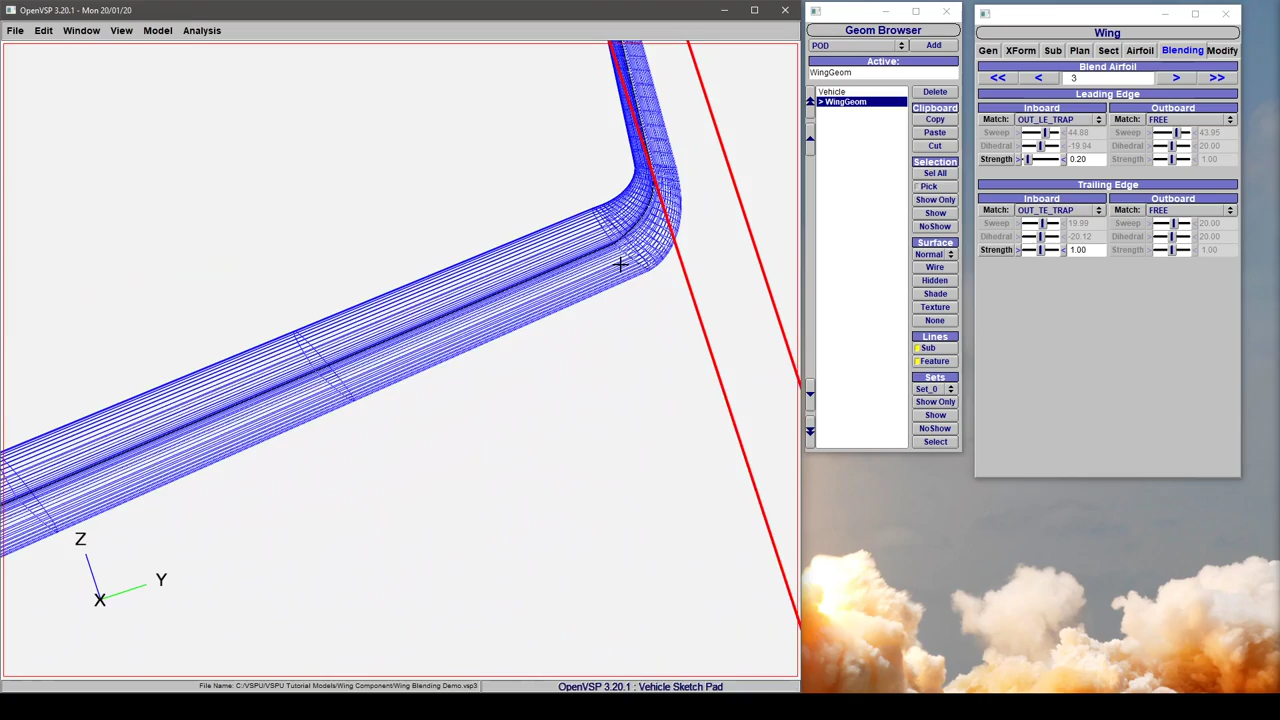 OpenVSP 3.20.1 - Mon 20/01/20
File Edit Window View Model Analysis
Z
Y
X
File Name: C:/VSPU/VSPU Tutorial Models/Wing Component/Wing Blending Demo.vsp3
OpenVSP 3.20.1 : Vehicle Sketch Pad
Geom Browser
POD
Add
Active:
WingGeom
Vehicle
> WingGeom
Delete
Clipboard
Copy
Paste
Cut
Selection
Sel All
Pick
Show Only
Show
NoShow
Surface
Normal
Wire
Hidden
Shade
Texture
None
Lines
Sub
Feature
Sets
Set_0
Show Only
Show
NoShow
Select
Wing
Gen XForm Sub Plan Sect Airfoil Blending Modify
Blend Airfoil
<< < 3 > >>
Leading Edge
Inboard Outboard
Match: OUT_LE_TRAP Match: FREE
Sweep > < 44.88 Sweep > < 43.95
Dihedral > < -19.94 Dihedral > < 20.00
Strength > < 0.20 Strength > < 1.00
Trailing Edge
Inboard Outboard
Match: OUT_TE_TRAP Match: FREE
Sweep > < 19.99 Sweep > < 20.00
Dihedral > < -20.12 Dihedral > < 20.00
Strength > < 1.00 Strength > < 1.00